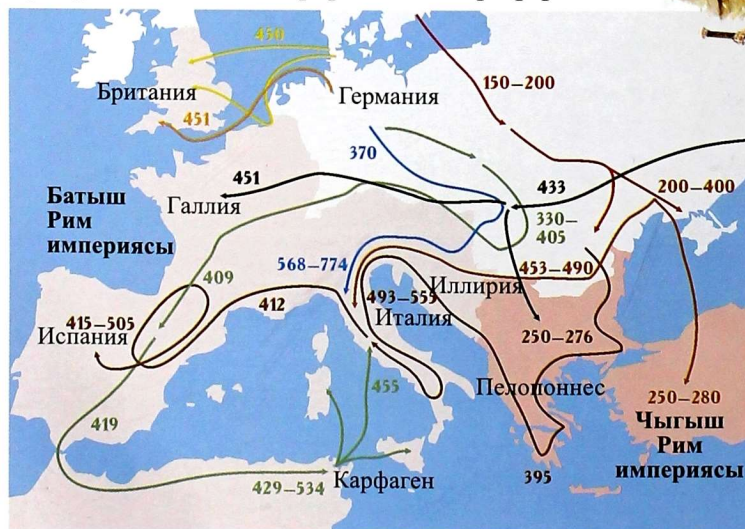 450
Британия
451
Германия
150–200
370
451
433
200–400
Батыш
Рим
империясы
Галлия
330–
405
409
568–774
453–490
412
493–555
Иллирия
Италия
415–505
Испания
250–276
455
Пелопоннес
250–280
419
Чыгыш
Рим
империясы
Карфаген
429–534
395